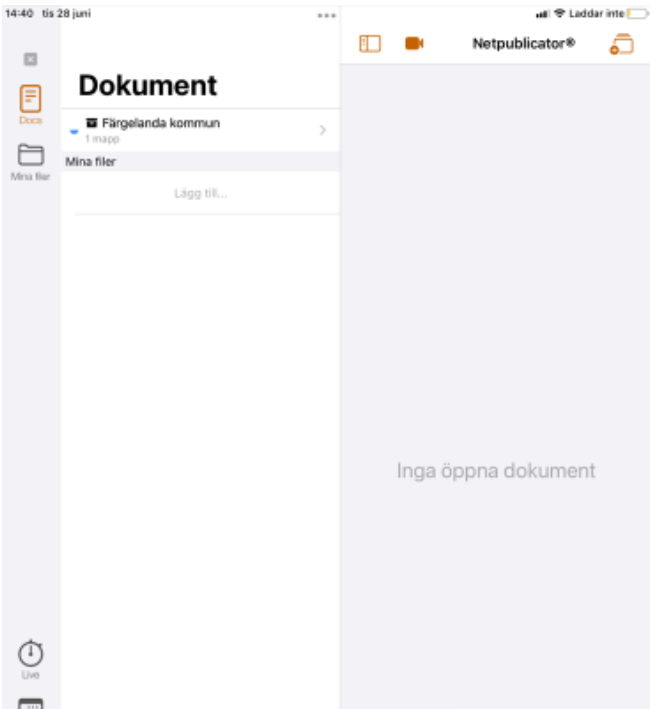 14:40 tis 28 juni
Laddar inte
Netpublicator®
Dokument
Docs
Färgelanda kommun
1 mapp
Mina filer
Mina filer
Lägg till...
Inga öppna dokument
Live